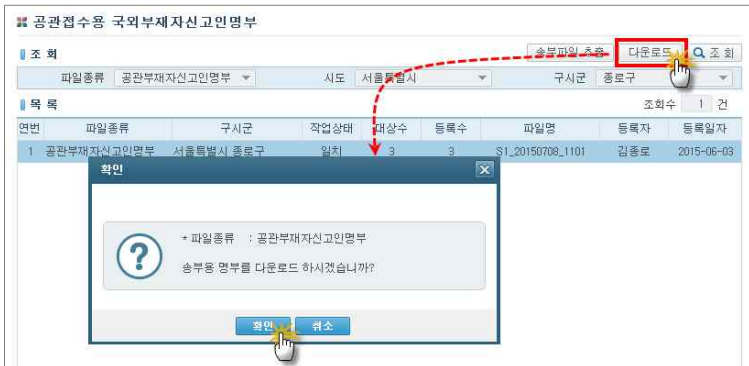 공관접수용 국외부재자신고인명부
조 회
송부파일 추출 다운로드 조 회
파일종류 공관부재자신고인명부 시도 서울특별시 구시군 종로구
목 록
조회수 1 건
연번 파일종류 구시군 작업상태 대상수 등록수 파일명 등록자 등록일자
1 공관부재자신고인명부 서울특별시 종로구 일치 3 3 S1_20150708_1101 김종로 2015-06-03
확인
* 파일종류 : 공관부재자신고인명부
송부용 명부를 다운로드 하시겠습니까?
확인 취소